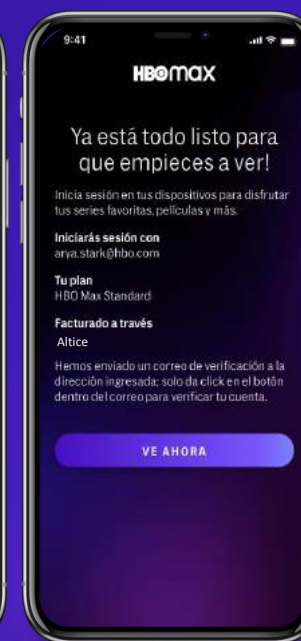 9:41
HBOMAX
Ya está todo listo para
que empieces a ver!
Inicia sesión en tus dispositivos para disfrutar
tus series favoritas, películas y más.
Iniciarás sesión con
arya.stark@hbo.com
Tu plan
HBO Max Standard
Facturado a través
Altice
Hemos enviado un correo de verificación a la
dirección ingresada; solo da click en el botón
dentro del correo para verificar tu cuenta.
VE AHORA